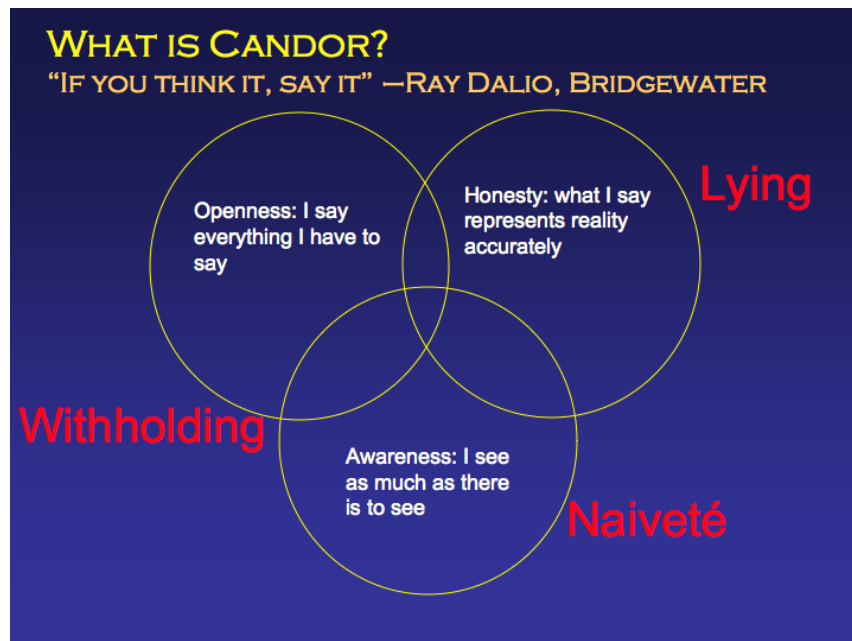 WHAT IS CANDOR?
“IF YOU THINK IT, SAY IT” —RAY DALIO, BRIDGEWATER
Openness: I say
everything I have to
say
Honesty: what I say
represents reality
accurately
Lying
Withholding
Awareness: I see
as much as there
is to see
Naiveté